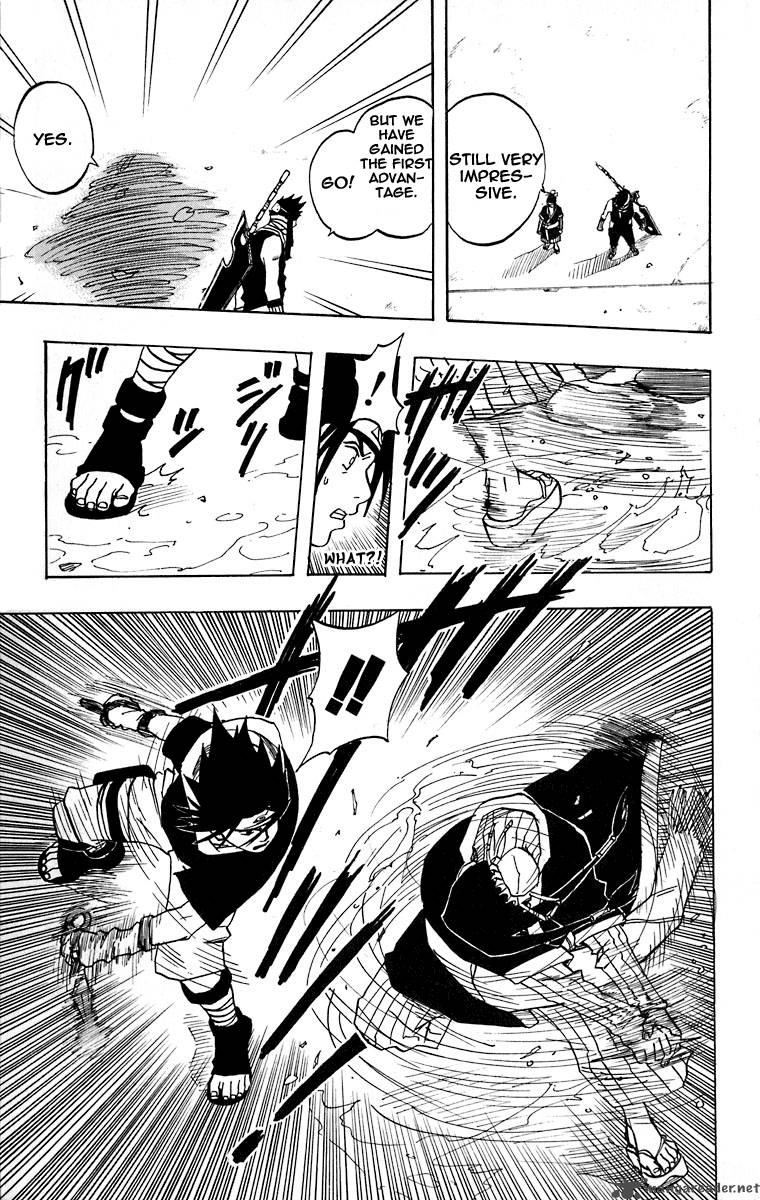 STILL VERY
IMPRES-
SIVE.
BUT WE
HAVE
GAINED
THE FIRST
ADVAN-
TAGE.
GO!
YES.
!
WHAT?!
!!